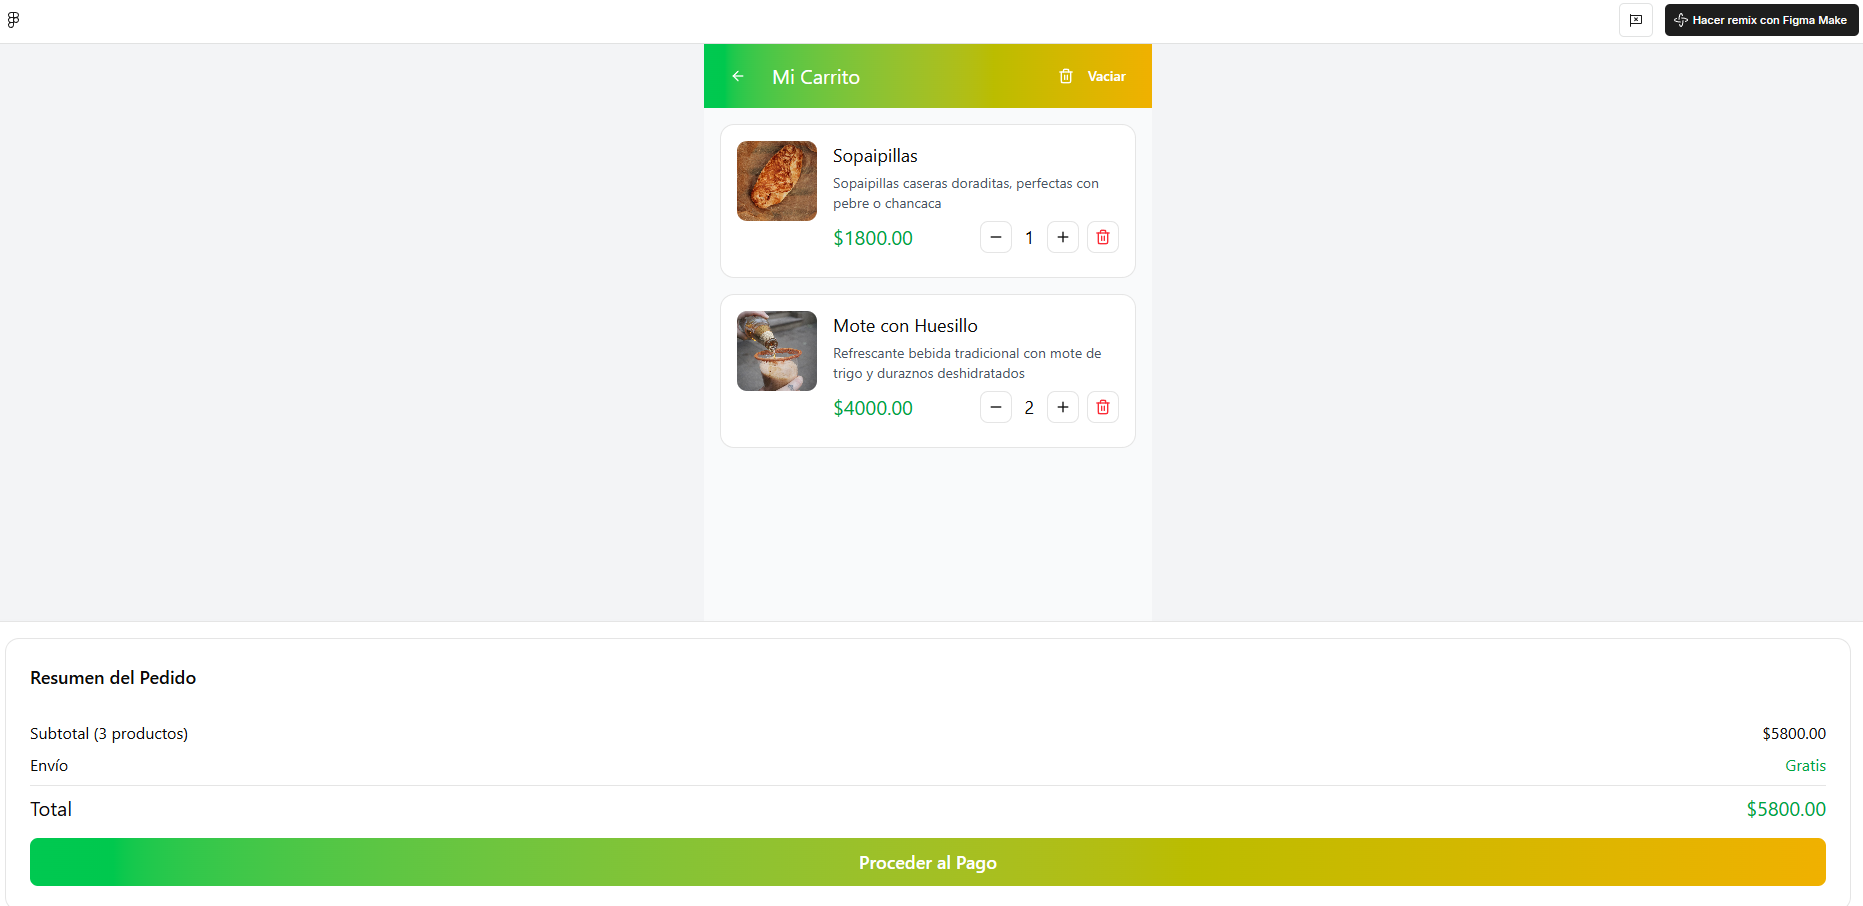 Hacer remix con Figma Make
Mi Carrito
Vaciar
Sopaipillas
Sopaipillas caseras doraditas, perfectas con
pebre o chancaca
$1800.00
1
Mote con Huesillo
Refrescante bebida tradicional con mote de
trigo y duraznos deshidratados
$4000.00
2
Resumen del Pedido
Subtotal (3 productos)
$5800.00
Envío
Gratis
Total
$5800.00
Proceder al Pago